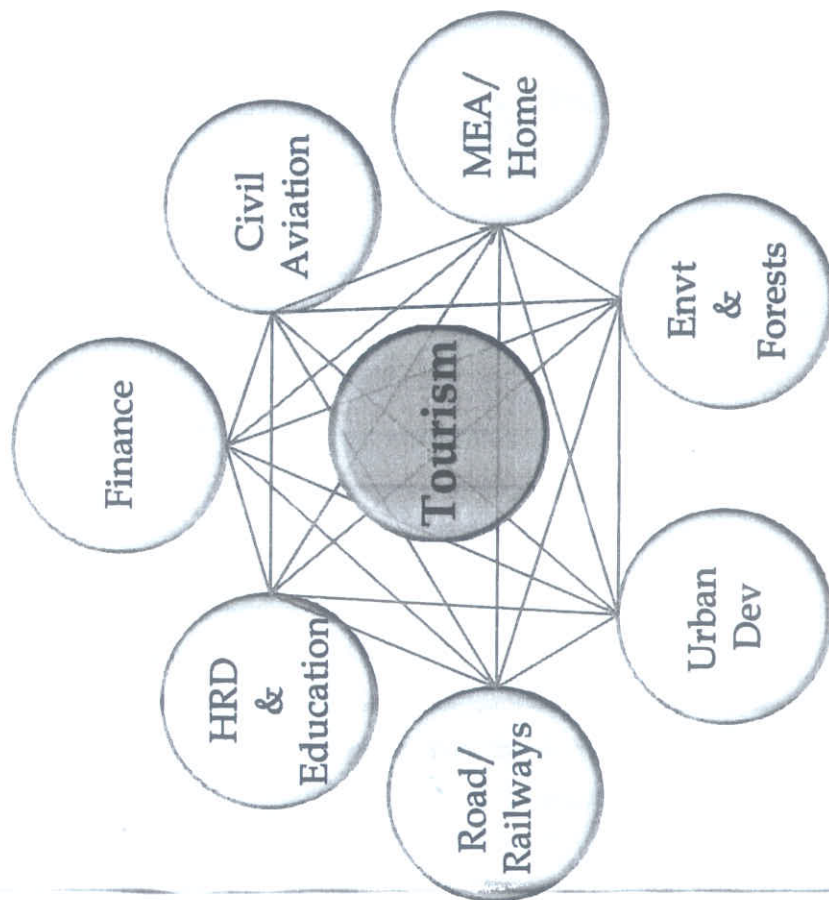 Finance
HRD
&
Education
Civil
Aviation
Tourism
Road/
Railways
MEA/
Home
Urban
Dev
Envt
&
Forests